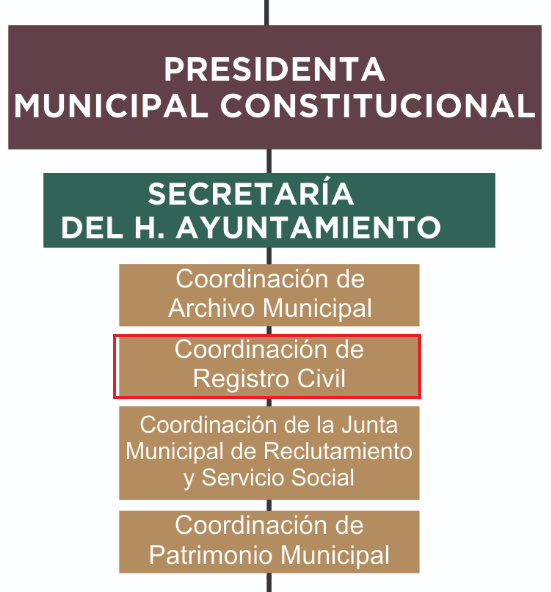 PRESIDENTA
MUNICIPAL CONSTITUCIONAL
SECRETARÍA
DEL H. AYUNTAMIENTO
Coordinación de
Archivo Municipal
Coordinación de
Registro Civil
Coordinación de la Junta
Municipal de Reclutamiento
y Servicio Social
Coordinación de
Patrimonio Municipal